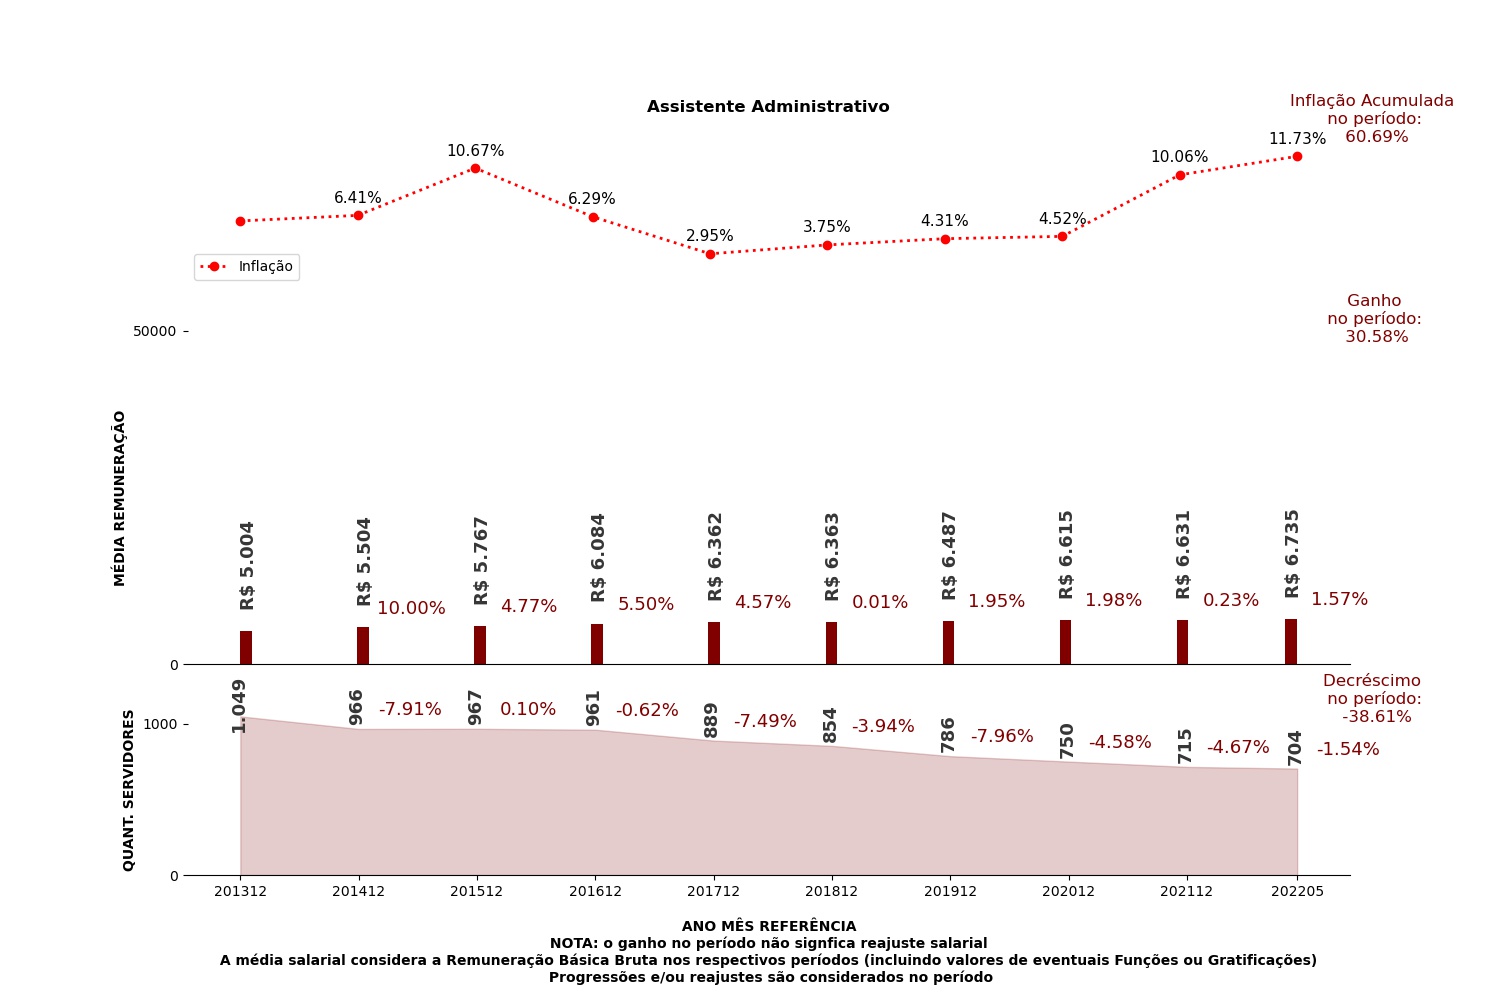 Assistente Administrativo
Inflação Acumulada
no período:
60.69%
6.41%
10.67%
6.29%
2.95%
3.75%
4.31%
4.52%
10.06%
11.73%
Inflação
Ganho
no período:
30.58%
50000
0
MÉDIA REMUNERAÇÃO
R$ 5.004
R$ 5.504
R$ 5.767
R$ 6.084
R$ 6.362
R$ 6.363
R$ 6.487
R$ 6.615
R$ 6.631
R$ 6.735
10.00%
4.77%
5.50%
4.57%
0.01%
1.95%
1.98%
0.23%
1.57%
Decréscimo
no período:
-38.61%
1000
0
QUANT. SERVIDORES
1.049
966
967
961
889
854
786
750
715
704
-7.91%
0.10%
-0.62%
-7.49%
-3.94%
-7.96%
-4.58%
-4.67%
-1.54%
201312
201412
201512
201612
201712
201812
201912
202012
202112
202205
ANO MÊS REFERÊNCIA
NOTA: o ganho no período não signfica reajuste salarial
A média salarial considera a Remuneração Básica Bruta nos respectivos períodos (incluindo valores de eventuais Funções ou Gratificações)
Progressões e/ou reajustes são considerados no período